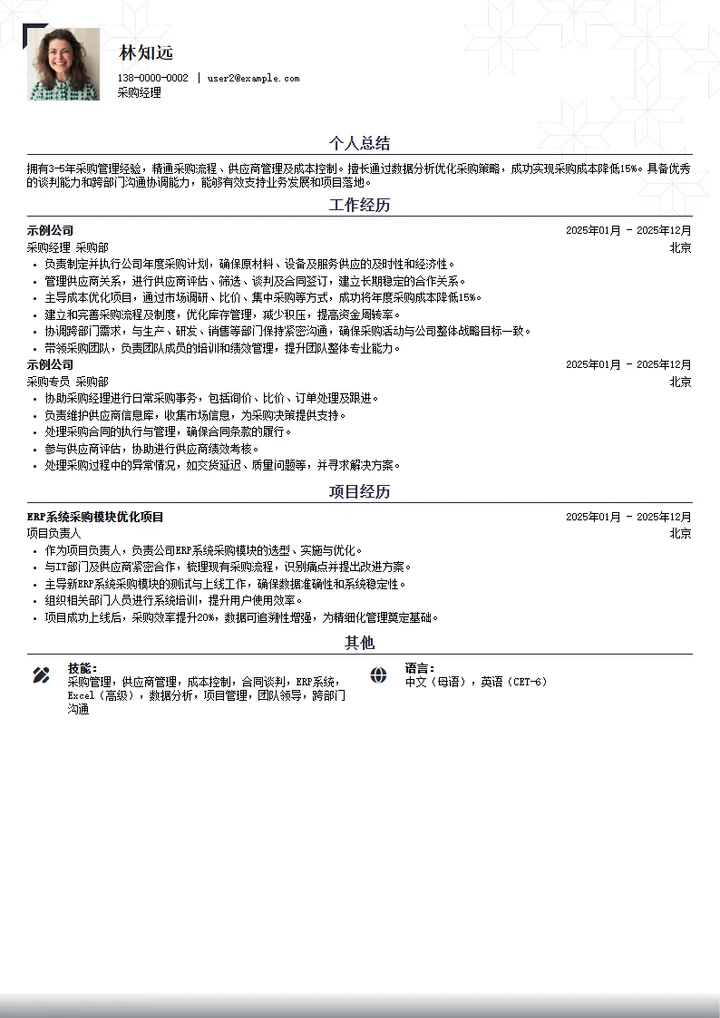 林知远
138-0000-0002 | user2@example.com
采购经理
个人总结
拥有3-5年采购管理经验，精通采购流程、供应商管理及成本控制。擅长通过数据分析优化采购策略，成功实现采购成本降低15%。具备优秀
的谈判能力和跨部门沟通协调能力，能够有效支持业务发展和项目落地。
工作经历
示例公司 2025年01月 - 2025年12月
采购经理 采购部 北京
• 负责制定并执行公司年度采购计划，确保原材料、设备及服务供应的及时性和经济性。
• 管理供应商关系，进行供应商评估、筛选、谈判及合同签订，建立长期稳定的合作关系。
• 主导成本优化项目，通过市场调研、比价、集中采购等方式，成功将年度采购成本降低15%。
• 建立和完善采购流程及制度，优化库存管理，减少积压，提高资金周转率。
• 协调跨部门需求，与生产、研发、销售等部门保持紧密沟通，确保采购活动与公司整体战略目标一致。
• 带领采购团队，负责团队成员的培训和绩效管理，提升团队整体专业能力。
示例公司 2025年01月 - 2025年12月
采购专员 采购部 北京
• 协助采购经理进行日常采购事务，包括询价、比价、订单处理及跟进。
• 负责维护供应商信息库，收集市场信息，为采购决策提供支持。
• 处理采购合同的执行与管理，确保合同条款的履行。
• 参与供应商评估，协助进行供应商绩效考核。
• 处理采购过程中的异常情况，如交货延迟、质量问题等，并寻求解决方案。
项目经历
ERP系统采购模块优化项目 2025年01月 - 2025年12月
项目负责人 北京
• 作为项目负责人，负责公司ERP系统采购模块的选型、实施与优化。
• 与IT部门及供应商紧密合作，梳理现有采购流程，识别痛点并提出改进方案。
• 主导新ERP系统采购模块的测试与上线工作，确保数据准确性和系统稳定性。
• 组织相关部门人员进行系统培训，提升用户使用效率。
• 项目成功上线后，采购效率提升20%，数据可追溯性增强，为精细化管理奠定基础。
其他
技能：
采购管理，供应商管理，成本控制，合同谈判，ERP系统，
Excel（高级），数据分析，项目管理，团队领导，跨部门
沟通
语言：
中文（母语），英语（CET-6）